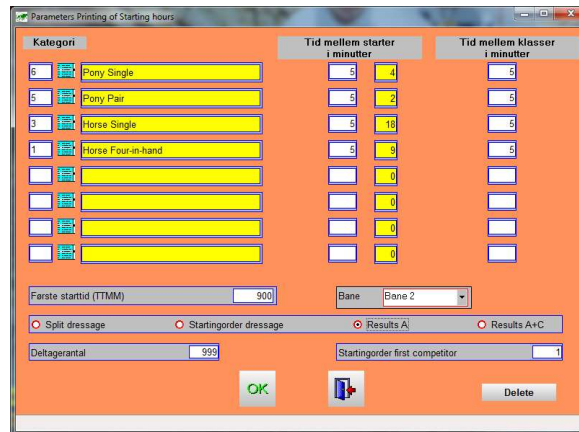 Parameters Printing of Starting hours
Kategori Tid mellem starter i minutter Tid mellem klasser i minutter
6 Pony Single 5 4 5
5 Pony Pair 5 2 5
3 Horse Single 5 18 5
1 Horse Four-in-hand 5 9 5
0
0
0
0
Første starttid (TTMM) 900 Bane Bane 2
Split dressage Startingorder dressage Results A Results A+C
Deltagerantal 999 Startingorder first competitor 1
OK Delete